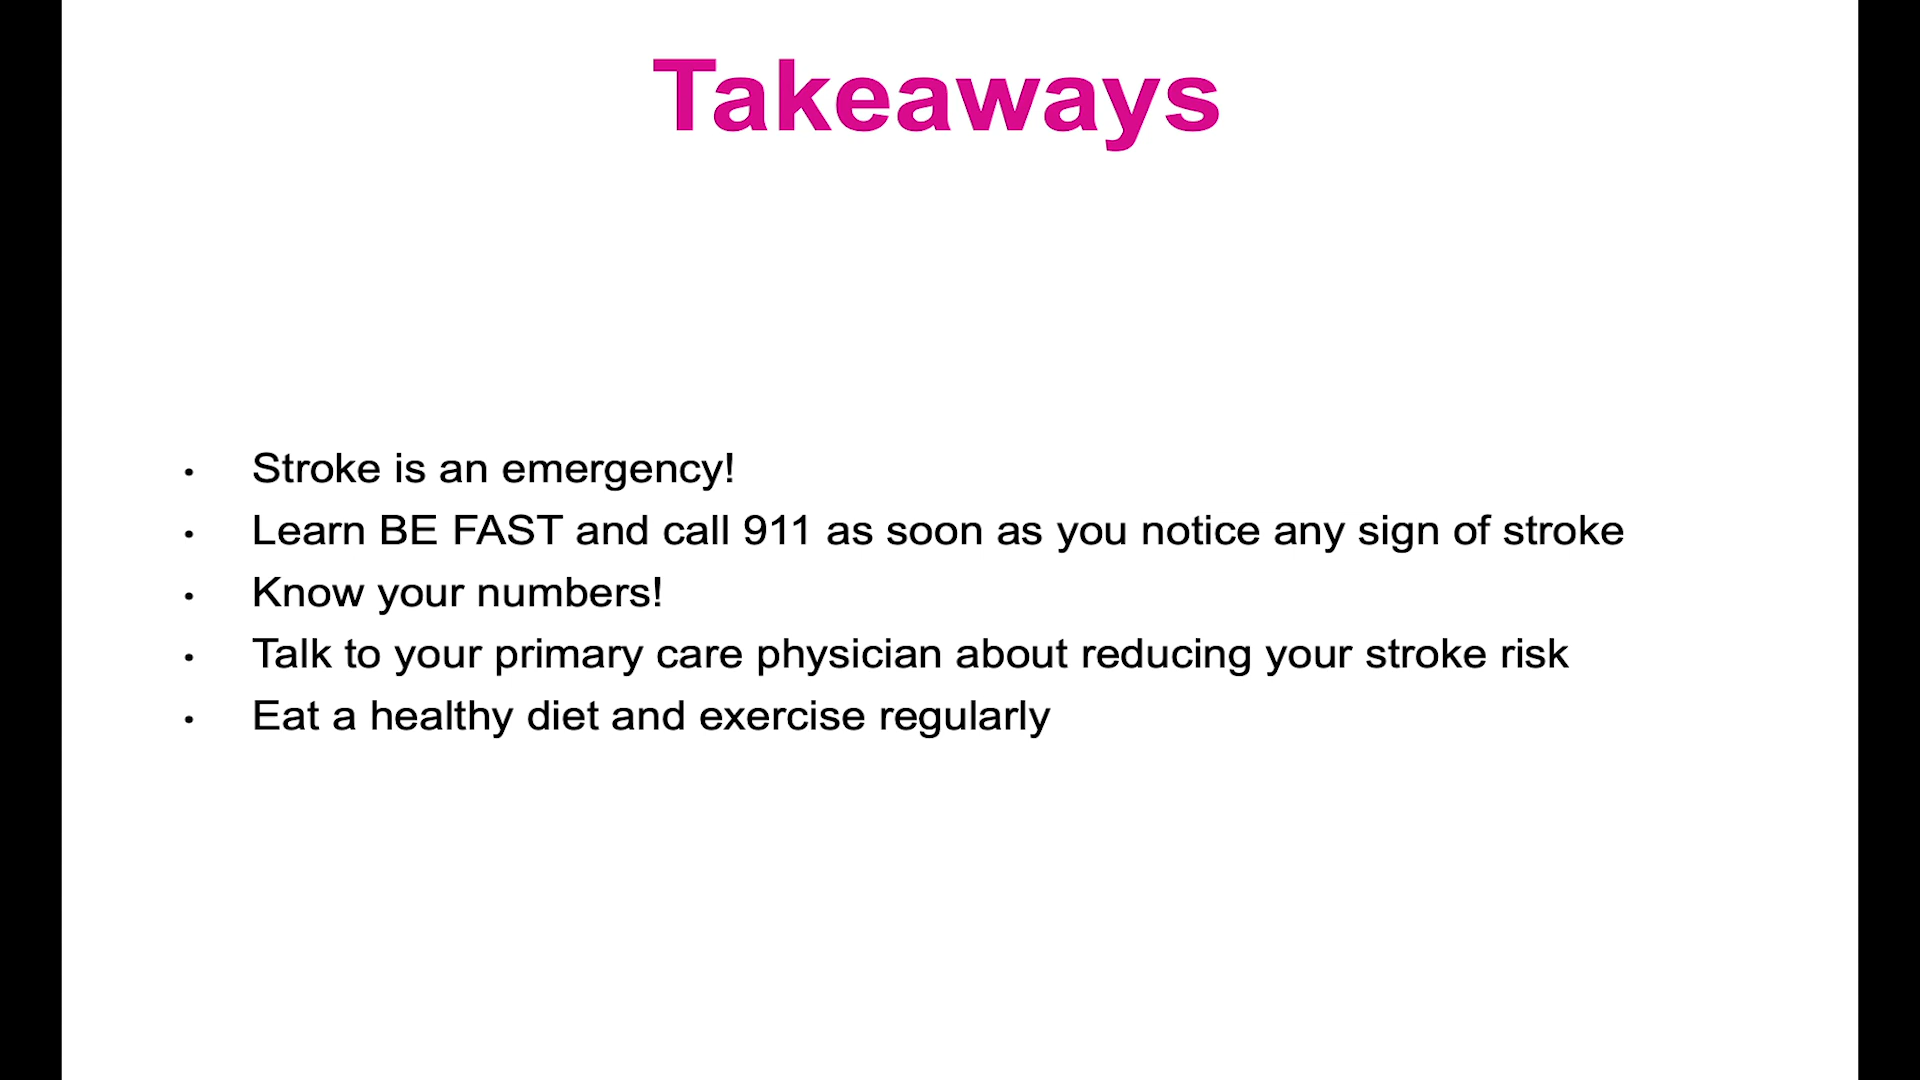 Takeaways
• Stroke is an emergency!
• Learn BE FAST and call 911 as soon as you notice any sign of stroke
• Know your numbers!
• Talk to your primary care physician about reducing your stroke risk
• Eat a healthy diet and exercise regularly